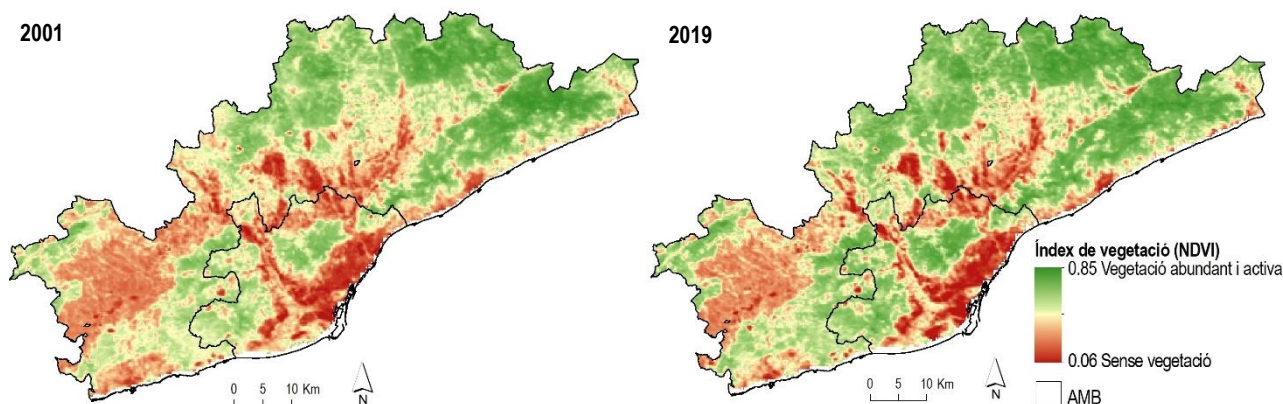 2001
2019
Índex de vegetació (NDVI)
0.85 Vegetació abundant i activa
0.06 Sense vegetació
AMB
0 5 10 Km
N
0 5 10 Km
N